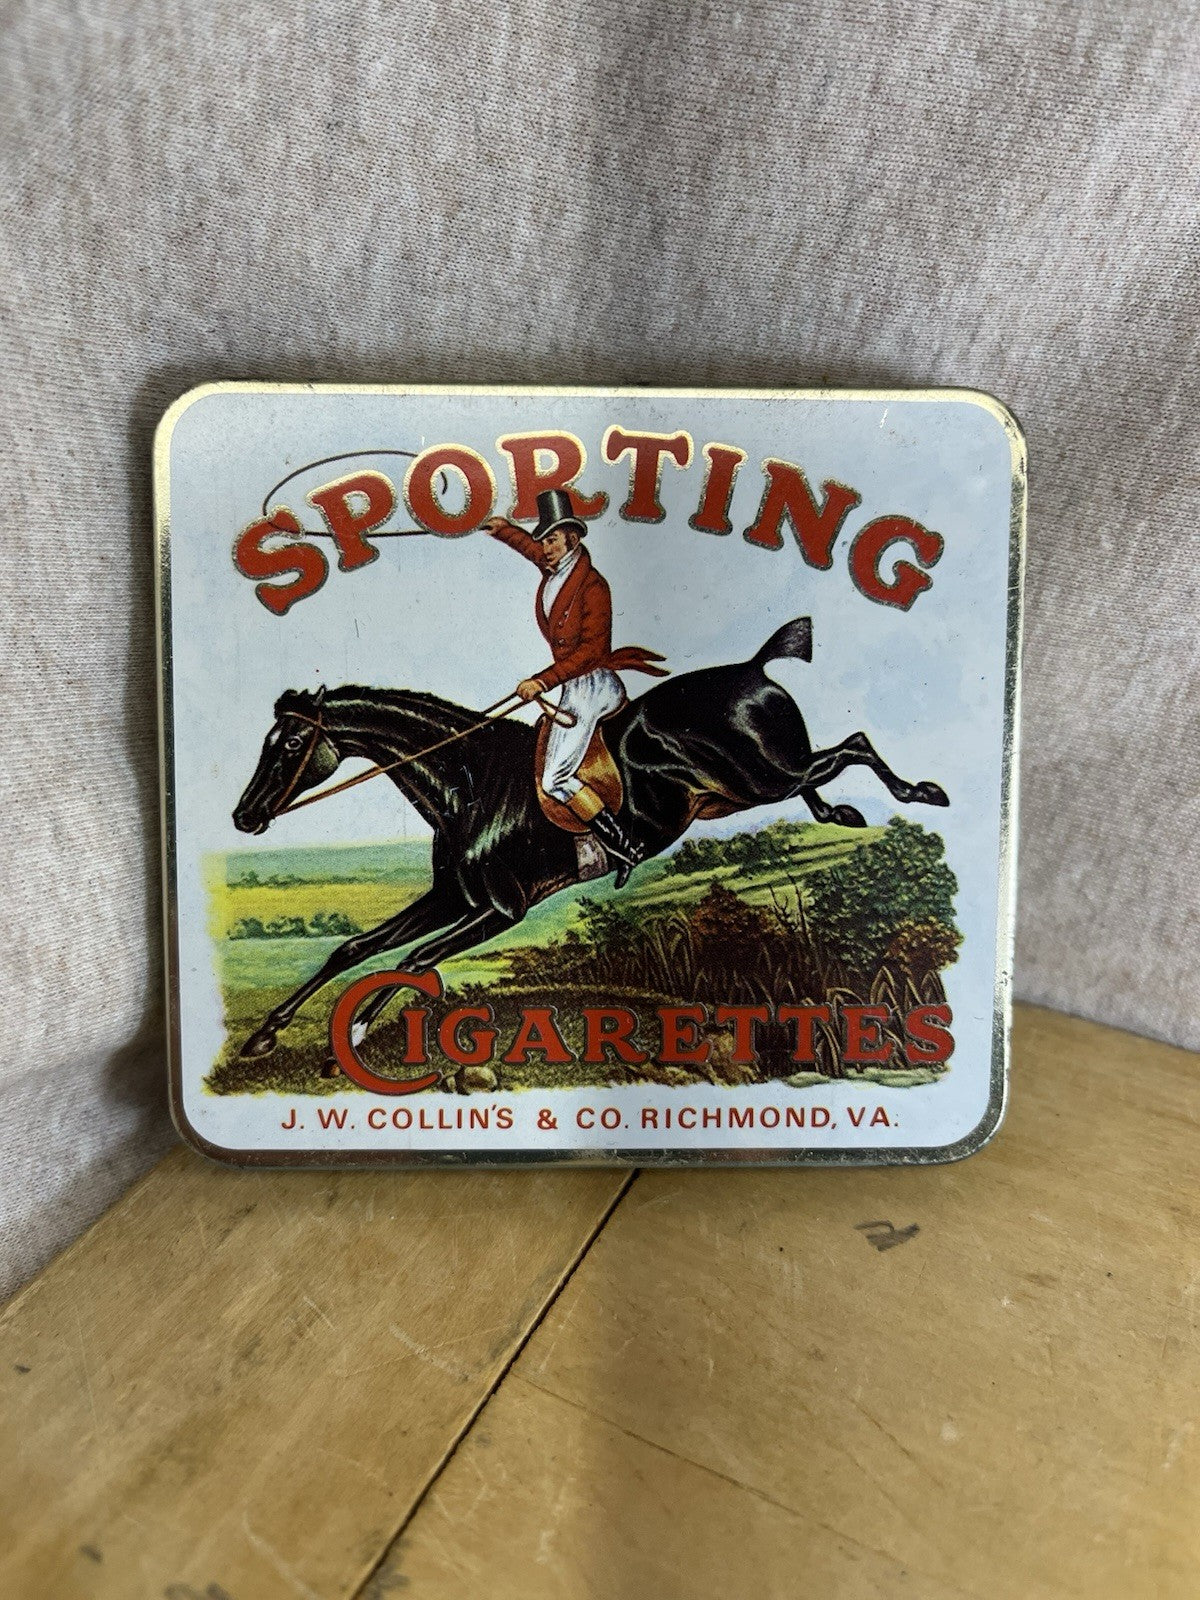 SPORTING
CIGARETTES
J. W. COLLIN'S & CO. RICHMOND, VA.